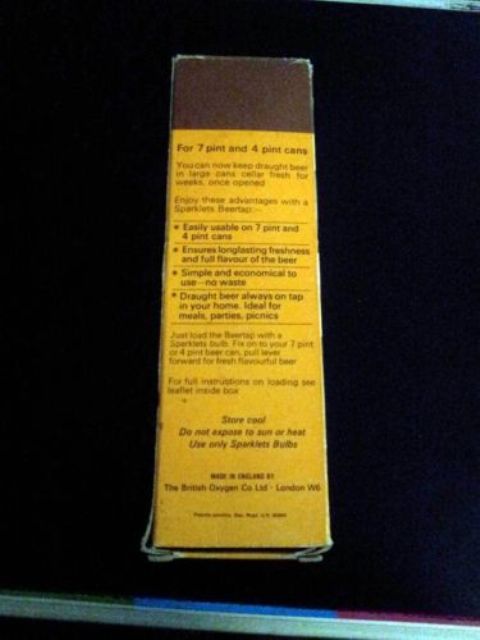 For 7 pint and 4 pint cans
You can now keep draught beer
in large cans cellar fresh for
weeks, once opened
Enjoy these advantages with a
Sparklets Beertap:-
• Easily usable on 7 pint and
4 pint cans
• Ensures longlasting freshness
and full flavour of the beer
• Simple and economical to
use—no waste
• Draught beer always on tap
in your home. Ideal for
meals, parties, picnics
Just load the Beertap with a
Sparklets bulb. Fix on to your 7 pint
or 4 pint beer can, pull lever
forward for fresh flavourful beer
For full instructions on loading see
leaflet inside box
Store cool
Do not expose to sun or heat
Use only Sparklets Bulbs
MADE IN ENGLAND BY
The British Oxygen Co Ltd · London W6